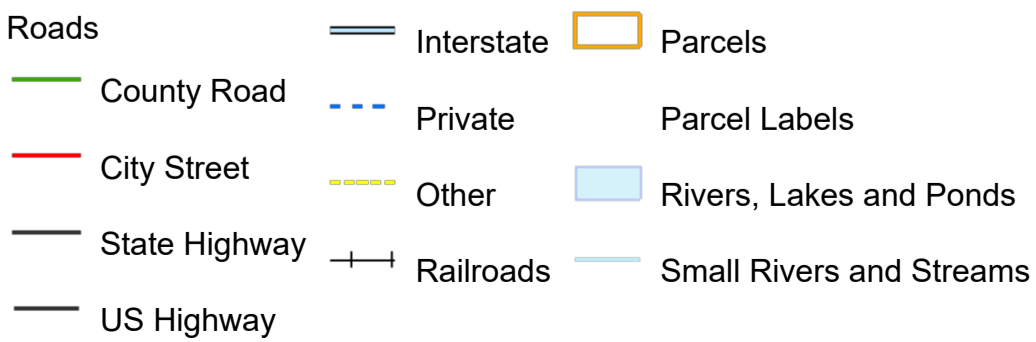 Roads
County Road
City Street
State Highway
US Highway
Interstate
Private
Other
Railroads
Parcels
Parcel Labels
Rivers, Lakes and Ponds
Small Rivers and Streams